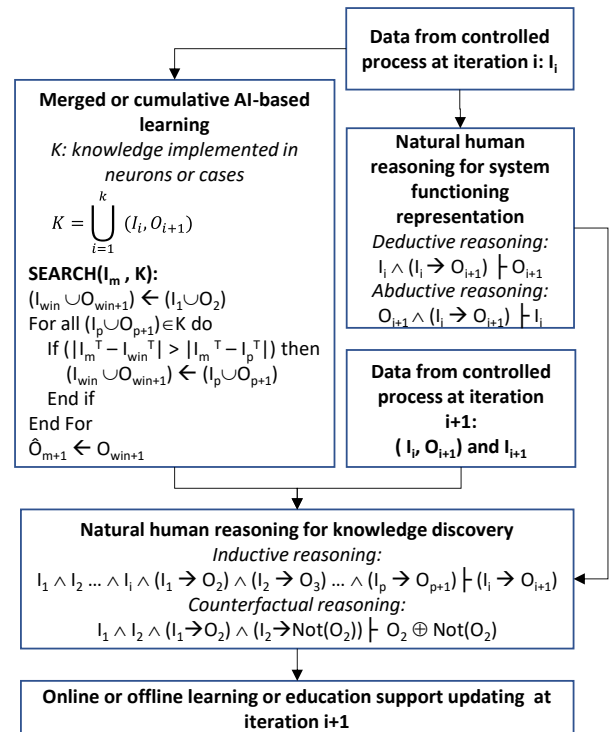 Data from controlled
process at iteration i: Iᵢ
Merged or cumulative AI-based
learning
K: knowledge implemented in
neurons or cases
K = ⋃ᵢ₌₁ᵏ (Iᵢ, Oᵢ₊₁)
SEARCH(Iₘ , K):
(I_win ∪O_win+1) ← (I₁∪O₂)
For all (Iₚ∪Oₚ₊₁)∈K do
If (|Iₘᵀ – I_winᵀ| > |Iₘᵀ – Iₚᵀ|) then
(I_win ∪O_win+1) ← (Iₚ∪Oₚ₊₁)
End if
End For
Ôₘ₊₁ ← O_win+1
Natural human
reasoning for system
functioning
representation
Deductive reasoning:
Iᵢ ∧ (Iᵢ → Oᵢ₊₁) ├ Oᵢ₊₁
Abductive reasoning:
Oᵢ₊₁ ∧ (Iᵢ → Oᵢ₊₁) ├ Iᵢ
Data from controlled
process at iteration
i+1:
( Iᵢ, Oᵢ₊₁) and Iᵢ₊₁
Natural human reasoning for knowledge discovery
Inductive reasoning:
I₁ ∧ I₂ ... ∧ Iᵢ ∧ (I₁ → O₂) ∧ (I₂ → O₃) ... ∧ (Iₚ → Oₚ₊₁) ├ (Iᵢ → Oᵢ₊₁)
Counterfactual reasoning:
I₁ ∧ I₂ ∧ (I₁→O₂) ∧ (I₂→Not(O₂)) ├ O₂ ⊕ Not(O₂)
Online or offline learning or education support updating at
iteration i+1